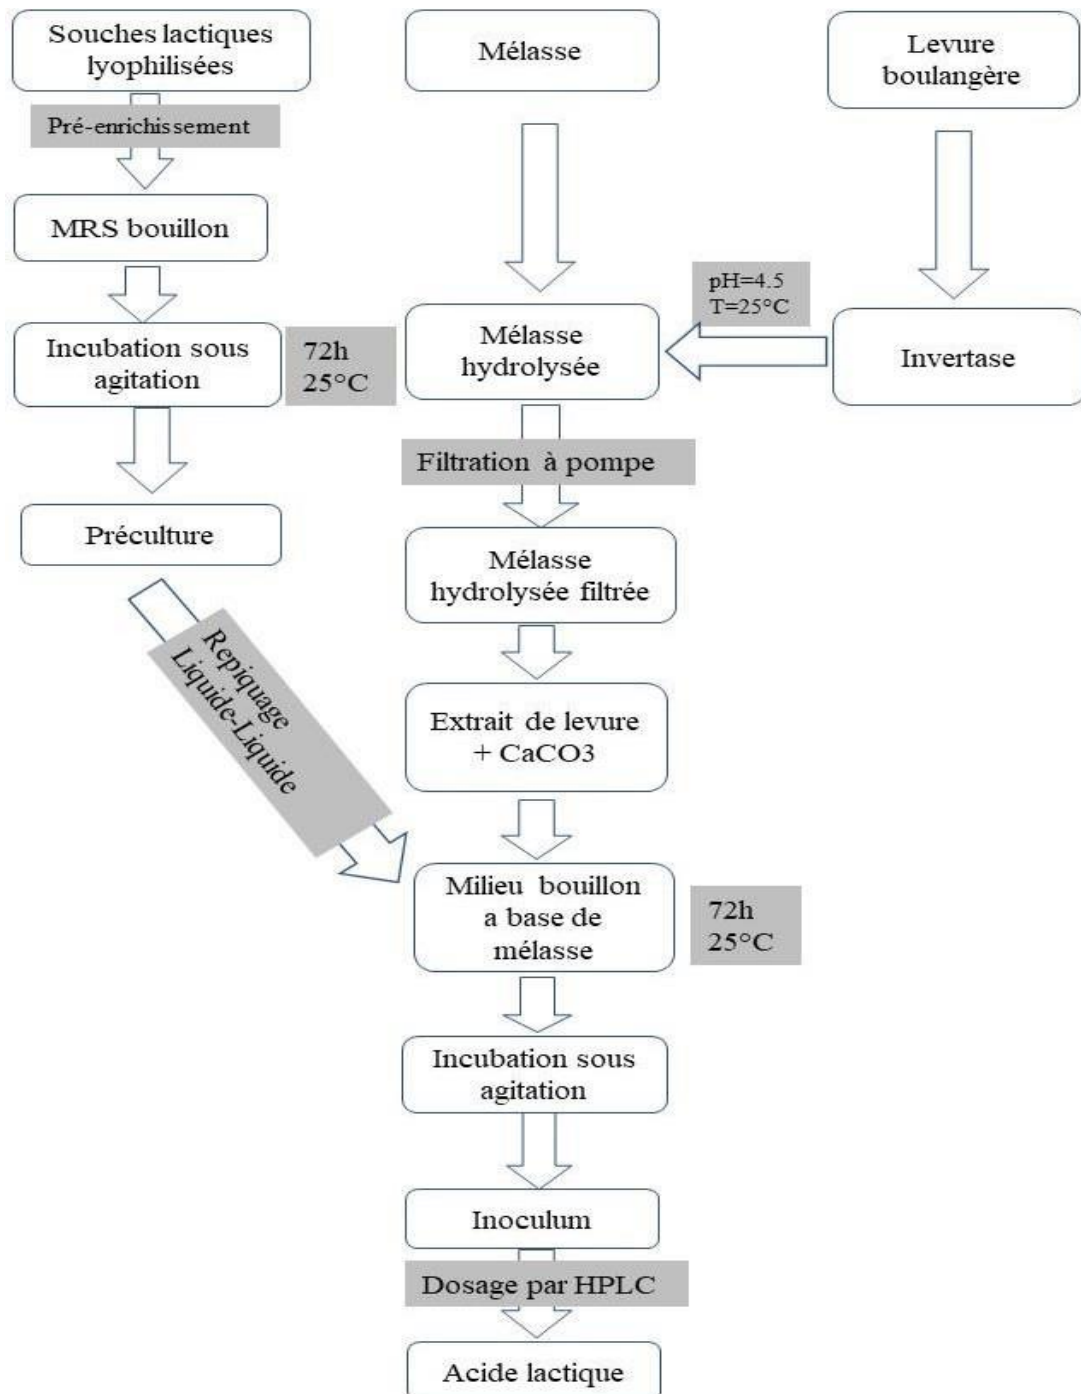 Souches lactiques
lyophilisées
Mélasse
Levure
boulangère
Pré-enrichissement
MRS bouillon
pH=4.5
T=25°C
Incubation sous
agitation
72h
25°C
Mélasse
hydrolysée
Invertase
Filtration à pompe
Préculture
Mélasse
hydrolysée filtrée
Repiquage
Liquide-Liquide
Extrait de levure
+ CaCO3
Milieu bouillon
a base de
mélasse
72h
25°C
Incubation sous
agitation
Inoculum
Dosage par HPLC
Acide lactique